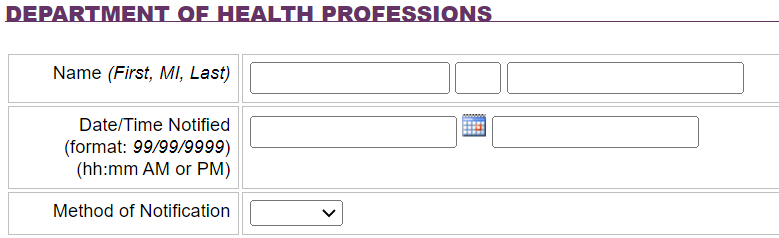 DEPARTMENT OF HEALTH PROFESSIONS
Name (First, MI, Last)
Date/Time Notified
(format: 99/99/9999)
(hh:mm AM or PM)
Method of Notification